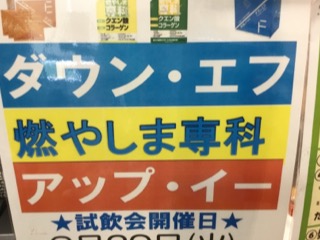 クエン酸
コラーゲン
クエン酸
コラーゲン
ダウン・エフ
燃やしま専科
アップ・イー
★試飲会開催日★